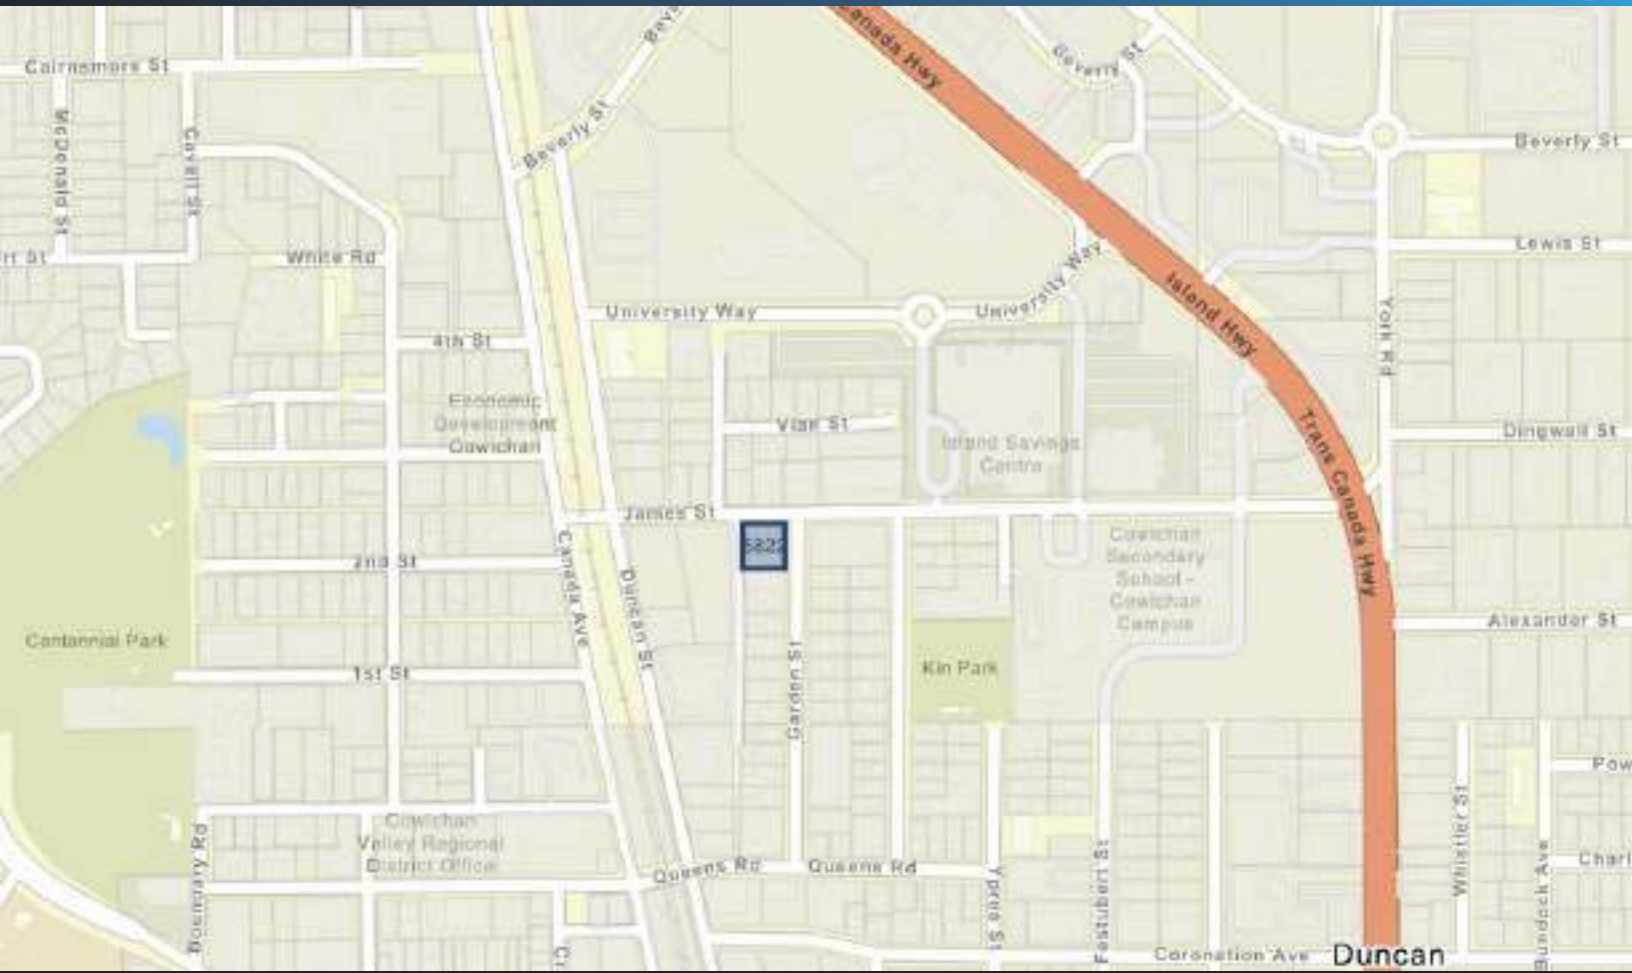 Canada Hwy
Beverly St
Cairnsmore St
McDonald St
Cavell St
Beverly St
Beverly St
White Rd
Lewis St
University Way
University Way
Island Hwy
York Rd
4th St
Economic
Development
Cowichan
Vian St
Island Savings
Centre
Dingwall St
Trans Canada Hwy
James St
Canada Ave
Duncan St
2nd St
Cowichan
Secondary
School -
Cowichan
Campus
Alexander St
Centennial Park
Kin Park
1st St
Garden St
Cowichan
Valley Regional
District Office
Queens Rd
Queens Rd
Boundary Rd
Ypres St
Festubert St
Whistler St
Bundock Ave
Coronation Ave
Duncan